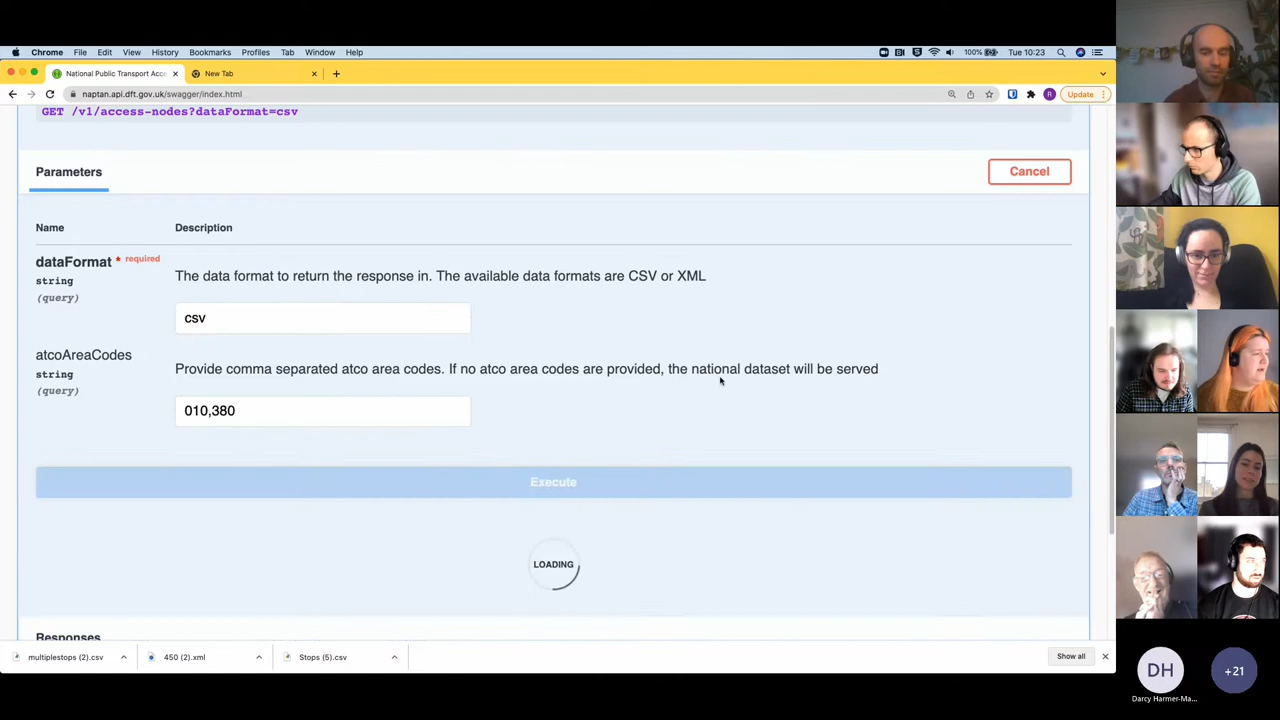 Chrome File Edit View History Bookmarks Profiles Tab Window Help 100% Tue 10:23
National Public Transport Acce New Tab
naptan.api.dft.gov.uk/swagger/index.html R Update
GET /v1/access-nodes?dataFormat=csv
Parameters Cancel
Name Description
dataFormat * required
string
(query)
The data format to return the response in. The available data formats are CSV or XML
csv
atcoAreaCodes
string
(query)
Provide comma separated atco area codes. If no atco area codes are provided, the national dataset will be served
010,380
Execute
LOADING
Responses
multiplestops (2).csv 450 (2).xml Stops (5).csv Show all
DH +21
Darcy Harmer-Ma...